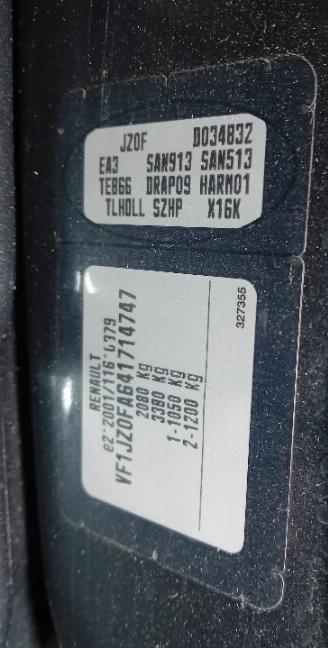 JZ0F D034832
EA3 SAN913 SAN513
TEB66 DRAP09 HARM01
TLHOLL SZHP X16K
RENAULT
e2*2001/116*0379
VF1JZ0FA641714747
2080 Kg
3380 Kg
1-1050 Kg
2-1200 Kg
327355